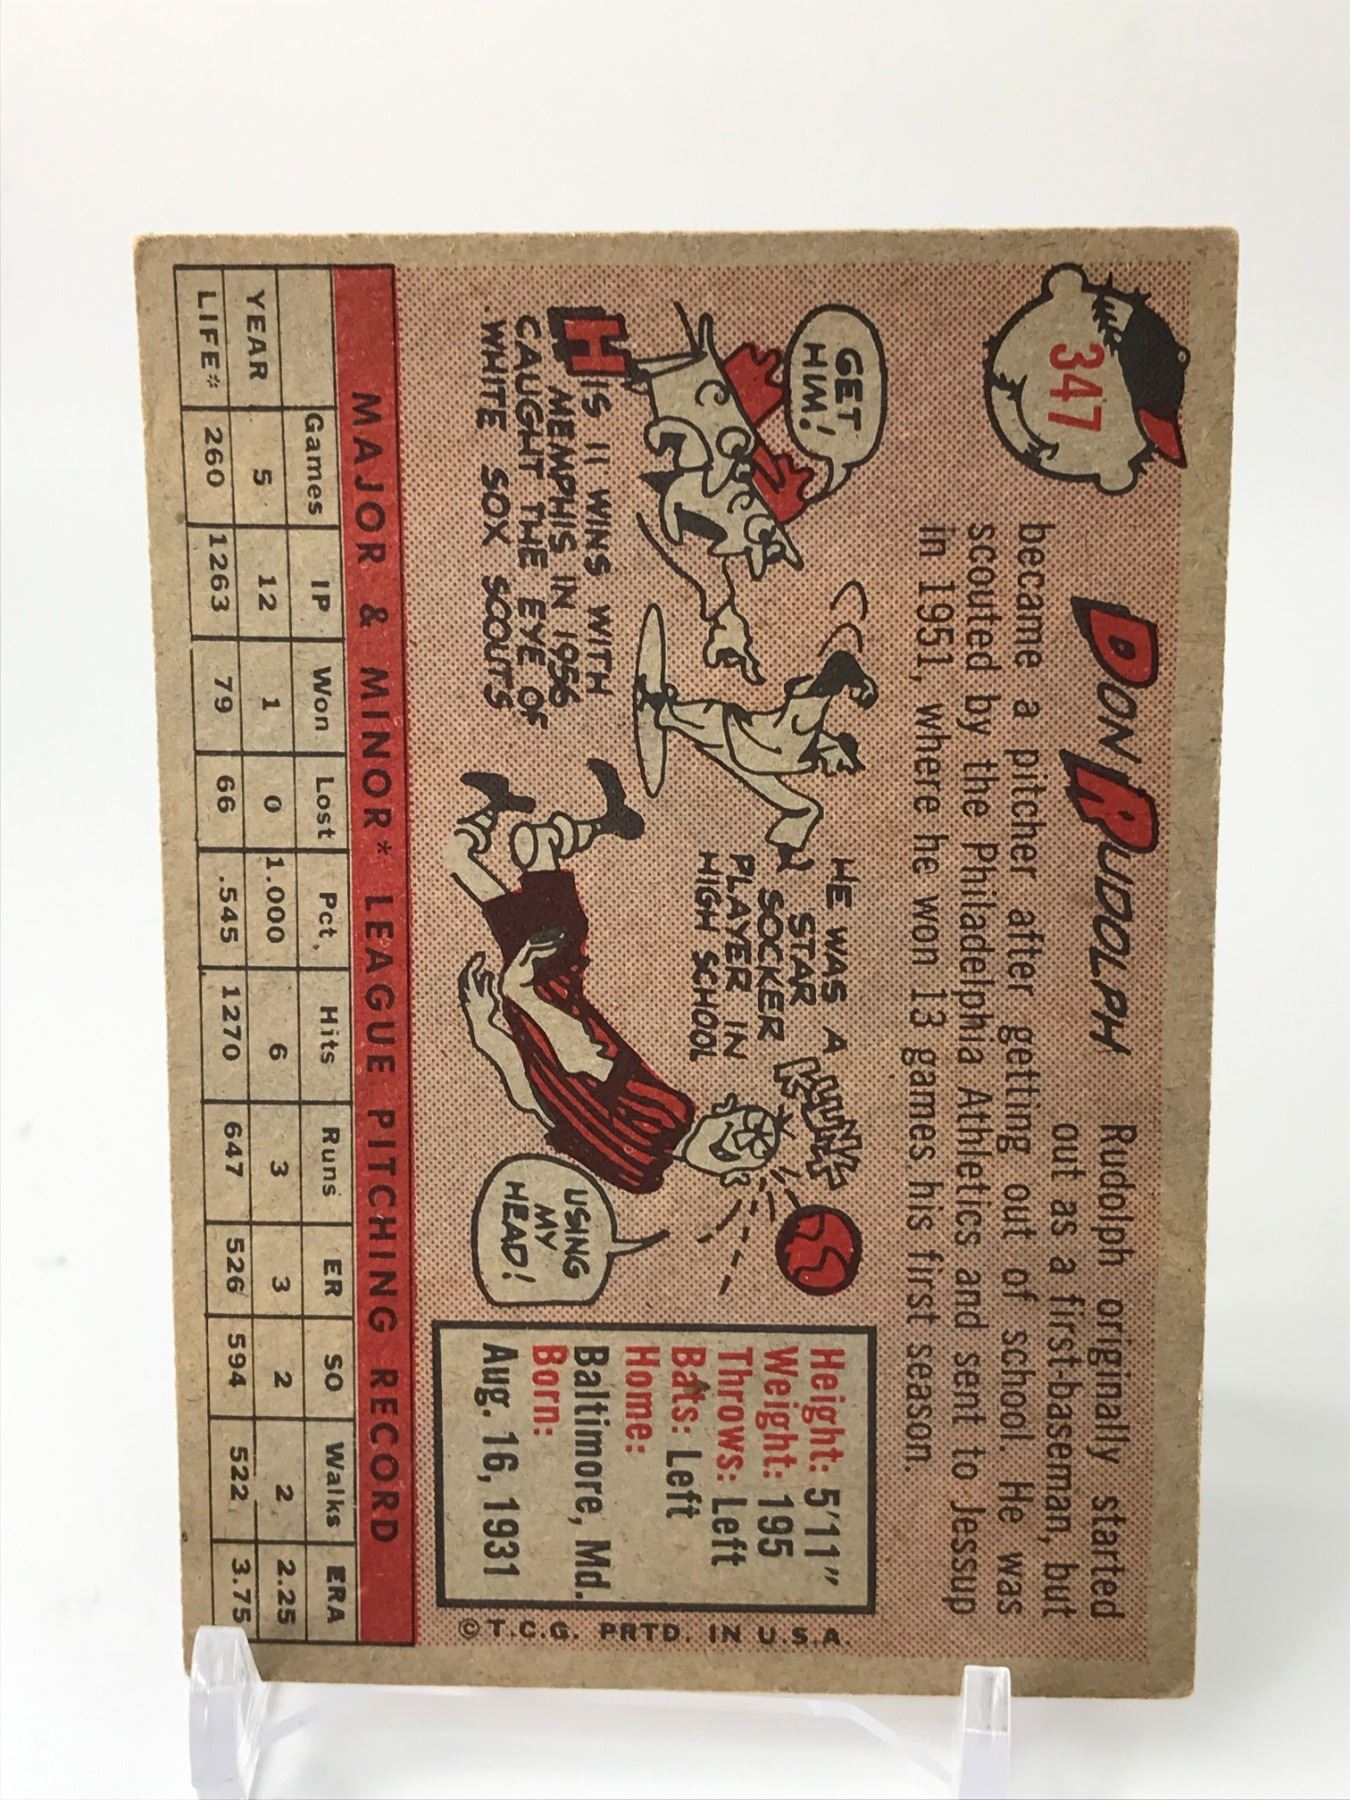 347
DON RUDOLPH
Rudolph originally started
out as a first-baseman, but
became a pitcher after getting out of school. He was
scouted by the Philadelphia Athletics and sent to Jessup
in 1951, where he won 13 games his first season.
GET
HIM!
HIS 11 WINS WITH
MEMPHIS IN 1956
CAUGHT THE EYE OF
WHITE SOX SCOUTS
HE WAS A
STAR
SOCKER
PLAYER IN
HIGH SCHOOL
KLUNK
USING
MY
HEAD!
Height: 5'11"
Weight: 195
Throws: Left
Bats: Left
Home:
Baltimore, Md.
Born:
Aug. 16, 1931
©T.C.G. PRTD. IN U.S.A.
MAJOR & MINOR* LEAGUE PITCHING RECORD
Games IP Won Lost Pct. Hits Runs ER SO Walks ERA
YEAR 5 12 1 0 1.000 6 3 3 2 2 2.25
LIFE* 260 1263 79 66 .545 1270 647 526 594 522 3.75